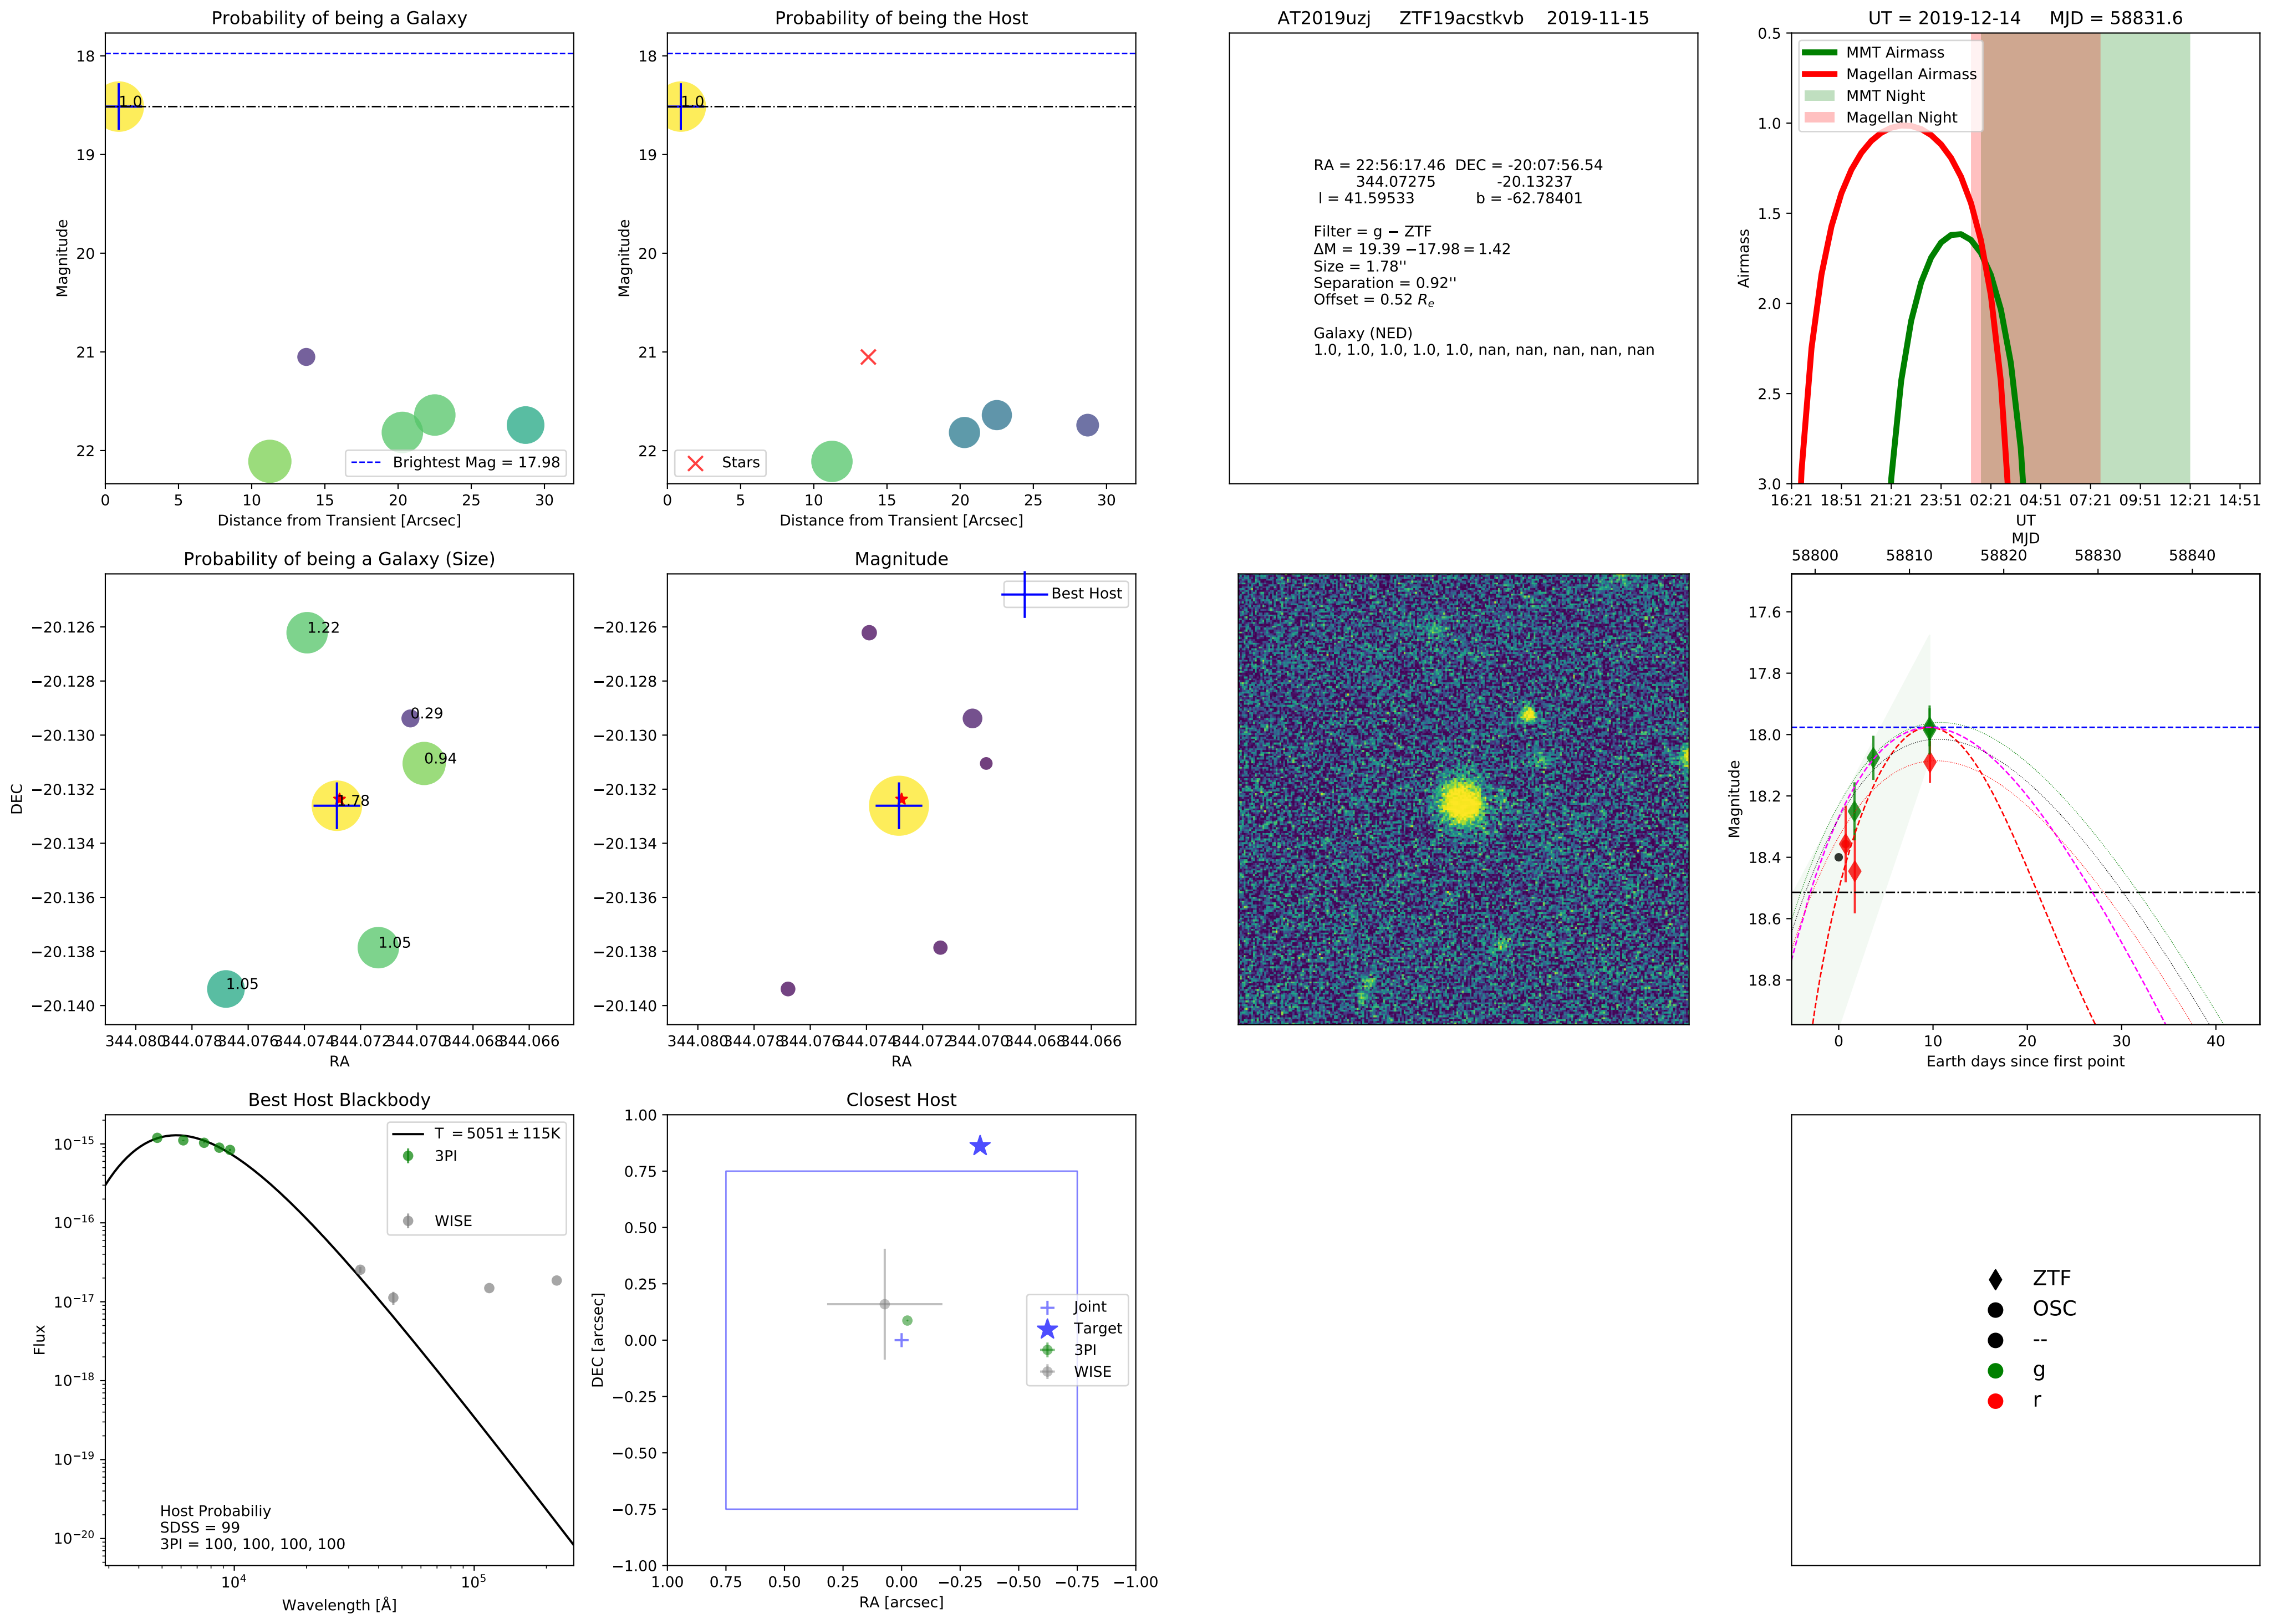 Probability of being a Galaxy
Magnitude
18
19
20
21
22
1.0
Brightest Mag = 17.98
0 5 10 15 20 25 30
Distance from Transient [Arcsec]
Probability of being the Host
Magnitude
18
19
20
21
22
1.0
Stars
0 5 10 15 20 25 30
Distance from Transient [Arcsec]
AT2019uzj ZTF19acstkvb 2019-11-15
RA = 22:56:17.46 DEC = -20:07:56.54
344.07275 -20.13237
l = 41.59533 b = -62.78401
Filter = g − ZTF
ΔM = 19.39 −17.98 = 1.42
Size = 1.78''
Separation = 0.92''
Offset = 0.52 Re
Galaxy (NED)
1.0, 1.0, 1.0, 1.0, 1.0, nan, nan, nan, nan, nan
UT = 2019-12-14 MJD = 58831.6
Airmass
0.5
1.0
1.5
2.0
2.5
3.0
MMT Airmass
Magellan Airmass
MMT Night
Magellan Night
16:21 18:51 21:21 23:51 02:21 04:51 07:21 09:51 12:21 14:51
UT
Probability of being a Galaxy (Size)
DEC
−20.126
−20.128
−20.130
−20.132
−20.134
−20.136
−20.138
−20.140
1.22
0.29
0.94
1.78
1.05
1.05
344.080 344.078 344.076 344.074 344.072 344.070 344.068 344.066
RA
Magnitude
−20.126
−20.128
−20.130
−20.132
−20.134
−20.136
−20.138
−20.140
Best Host
344.080 344.078 344.076 344.074 344.072 344.070 344.068 344.066
RA
MJD
58800 58810 58820 58830 58840
Magnitude
17.6
17.8
18.0
18.2
18.4
18.6
18.8
0 10 20 30 40
Earth days since first point
Best Host Blackbody
Flux
10−15
10−16
10−17
10−18
10−19
10−20
T = 5051 ± 115K
3PI
WISE
Host Probabiliy
SDSS = 99
3PI = 100, 100, 100, 100
104 105
Wavelength [Å]
Closest Host
DEC [arcsec]
1.00
0.75
0.50
0.25
0.00
−0.25
−0.50
−0.75
−1.00
Joint
Target
3PI
WISE
1.00 0.75 0.50 0.25 0.00 −0.25 −0.50 −0.75 −1.00
RA [arcsec]
ZTF
OSC
--
g
r